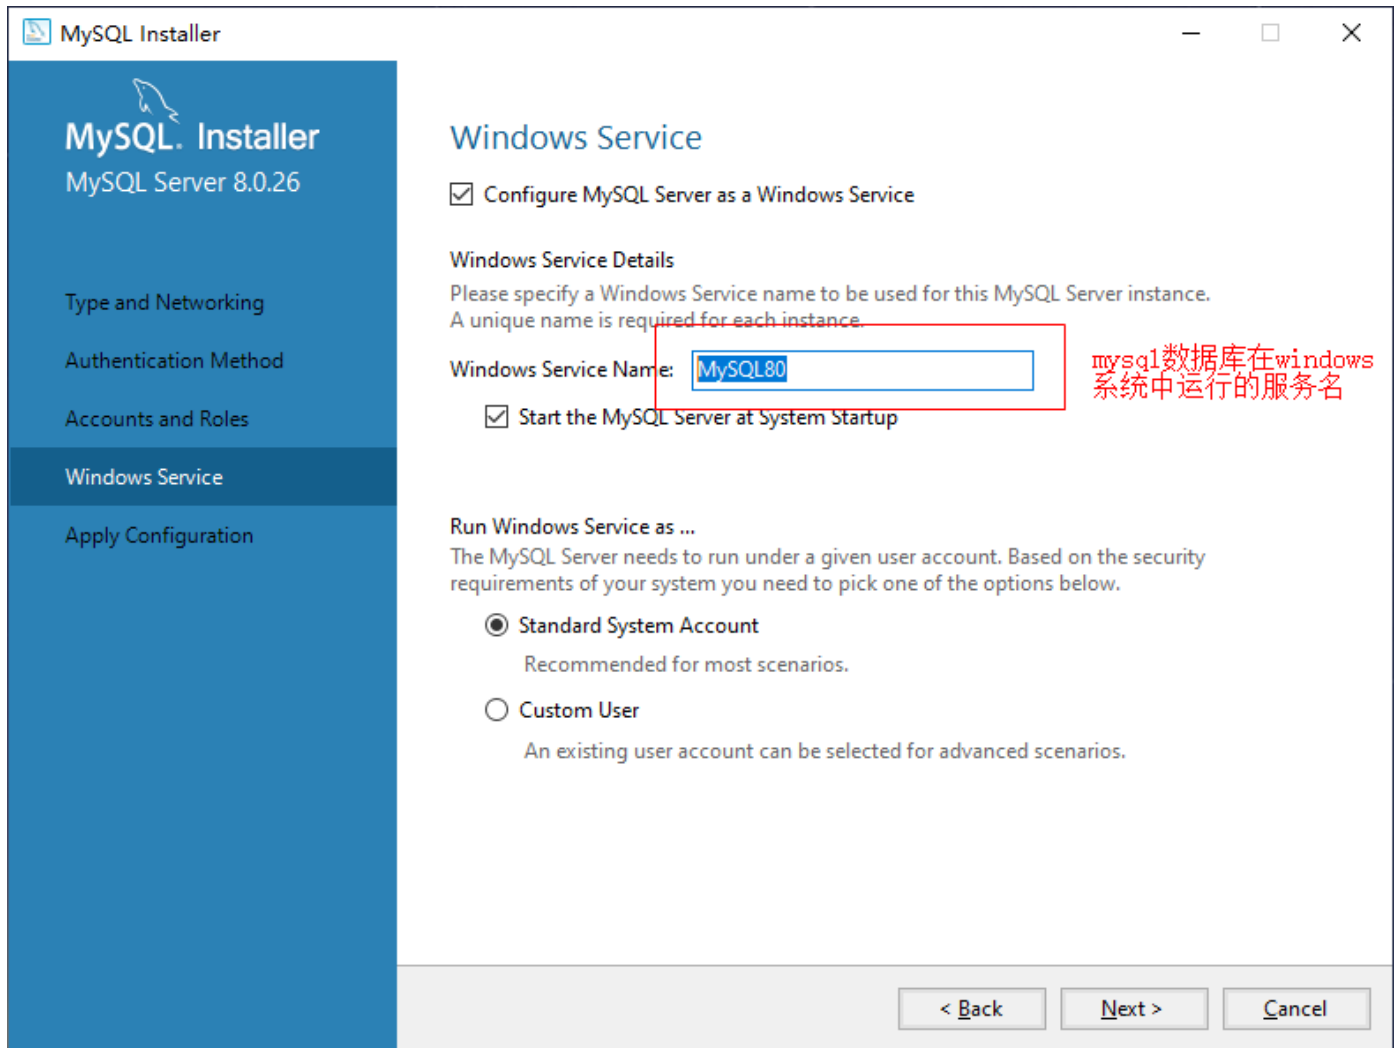 MySQL Installer
MySQL. Installer
MySQL Server 8.0.26
Type and Networking
Authentication Method
Accounts and Roles
Windows Service
Apply Configuration
Windows Service
Configure MySQL Server as a Windows Service
Windows Service Details
Please specify a Windows Service name to be used for this MySQL Server instance.
A unique name is required for each instance.
Windows Service Name: MySQL80
mysql数据库在windows
系统中运行的服务名
Start the MySQL Server at System Startup
Run Windows Service as ...
The MySQL Server needs to run under a given user account. Based on the security
requirements of your system you need to pick one of the options below.
Standard System Account
Recommended for most scenarios.
Custom User
An existing user account can be selected for advanced scenarios.
< Back
Next >
Cancel